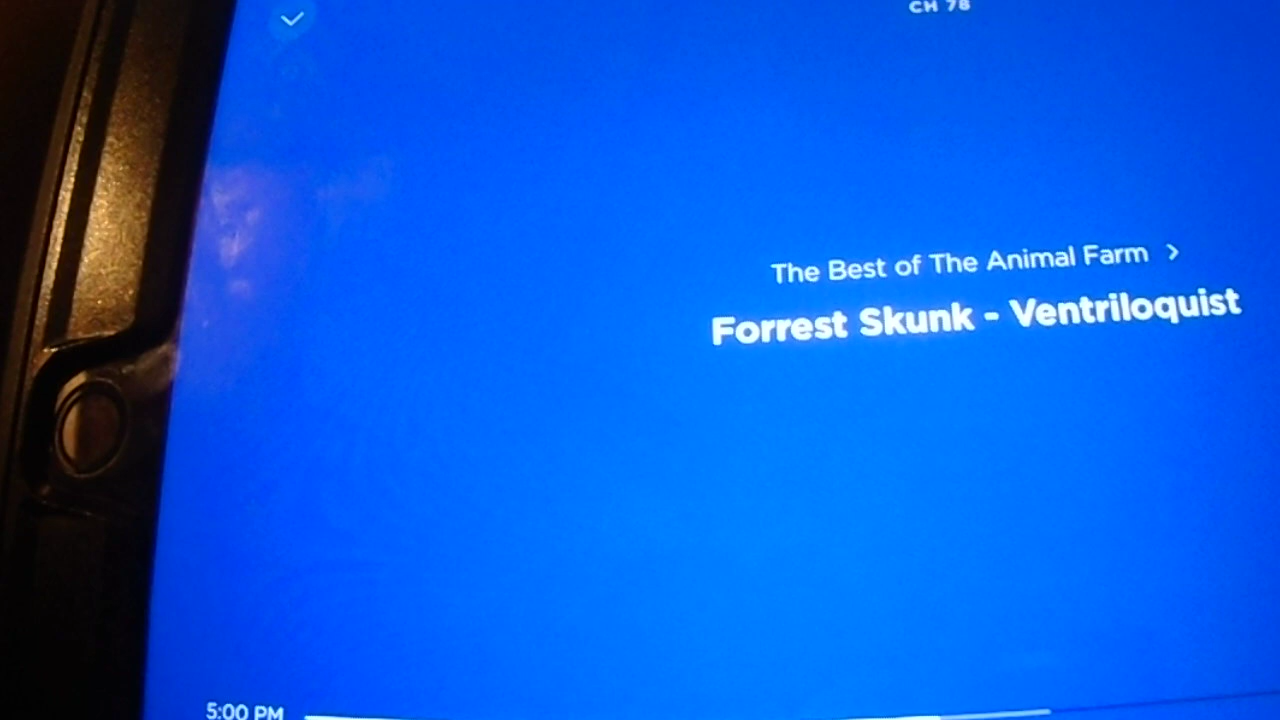 CH 78
The Best of The Animal Farm >
Forrest Skunk - Ventriloquist
5:00 PM